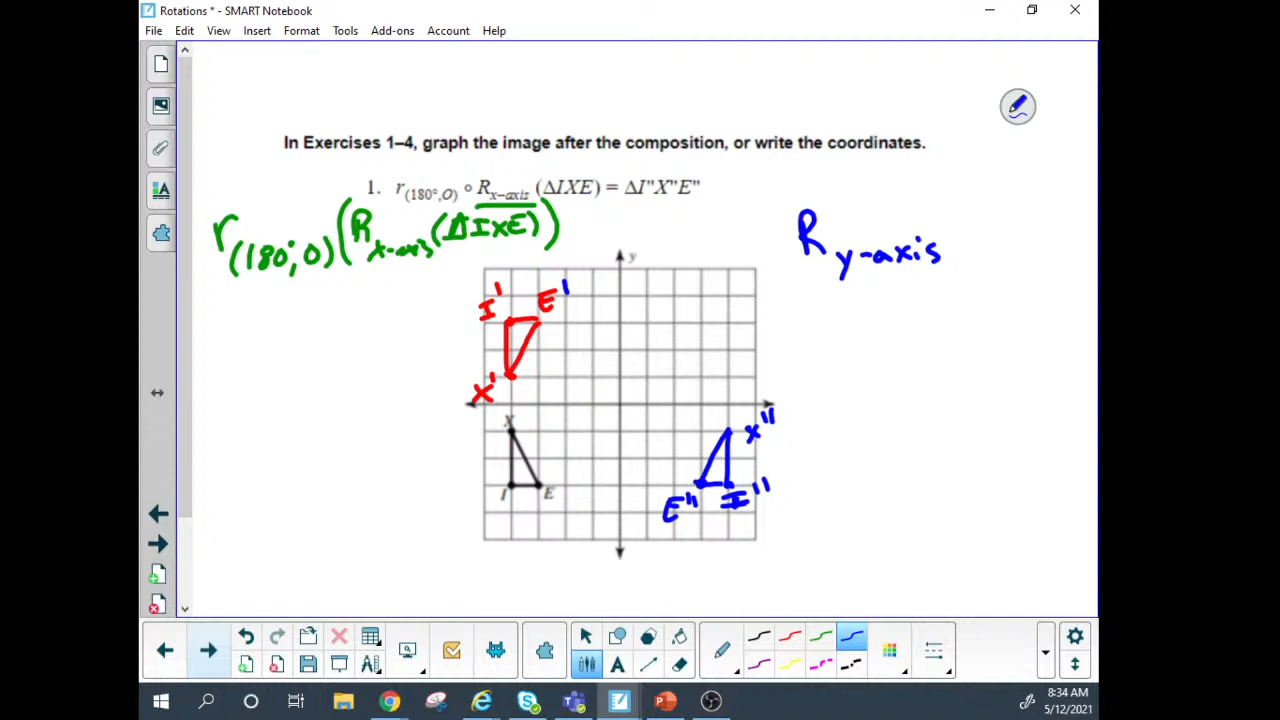 Rotations * - SMART Notebook
File Edit View Insert Format Tools Add-ons Account Help
In Exercises 1–4, graph the image after the composition, or write the coordinates.
1. r(180°,O) ∘ Rx–axis (ΔIXE) = ΔI"X"E"
r(180°,O)(Rx-axis(ΔIXE))
Ry-axis
y
I' E'
X'
X
X"
I E
E" I"
A
8:34 AM
5/12/2021